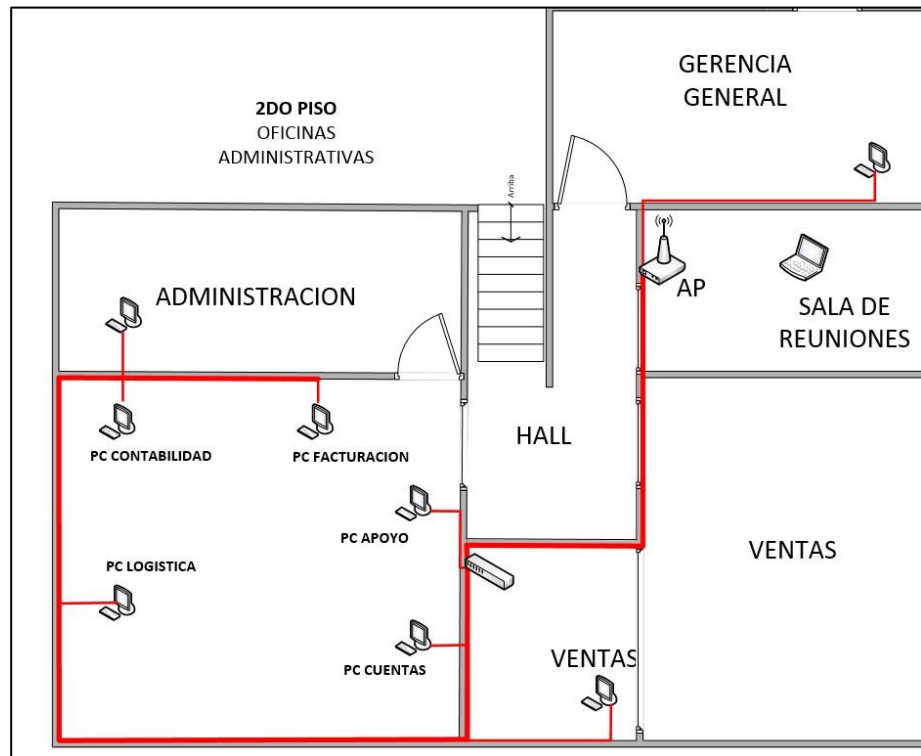 GERENCIA
GENERAL
2DO PISO
OFICINAS
ADMINISTRATIVAS
Arriba
ADMINISTRACION
AP
SALA DE
REUNIONES
PC CONTABILIDAD
PC FACTURACION
HALL
PC APOYO
VENTAS
PC LOGISTICA
PC CUENTAS
VENTAS